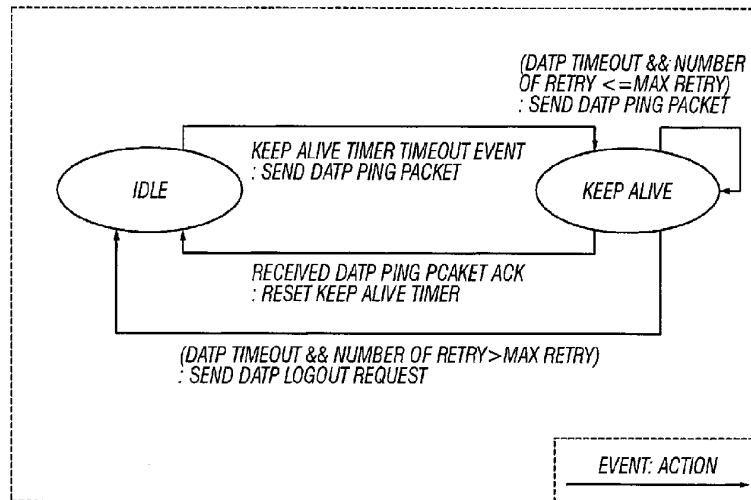 (DATP TIMEOUT && NUMBER
OF RETRY <=MAX RETRY)
: SEND DATP PING PACKET
KEEP ALIVE TIMER TIMEOUT EVENT
: SEND DATP PING PACKET
IDLE
KEEP ALIVE
RECEIVED DATP PING PCAKET ACK
: RESET KEEP ALIVE TIMER
(DATP TIMEOUT && NUMBER OF RETRY>MAX RETRY)
: SEND DATP LOGOUT REQUEST
EVENT: ACTION